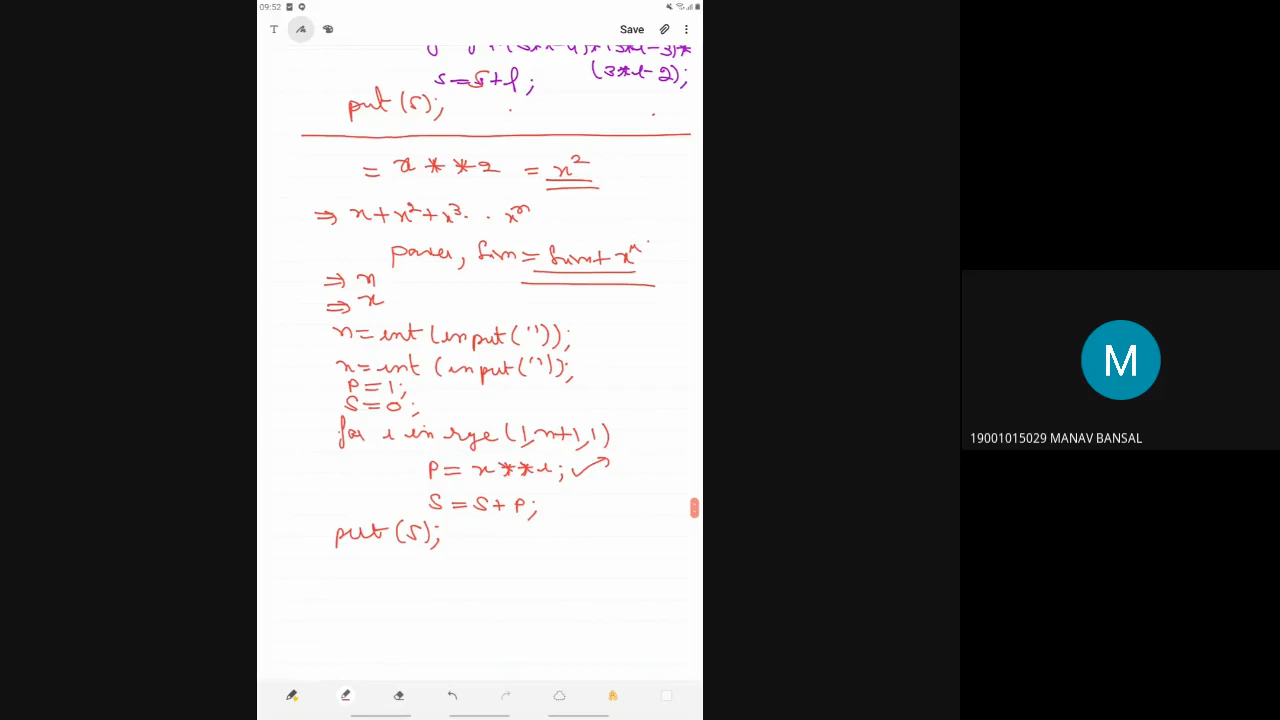 09:52
T
Save
s=s+f; (3*i-2);
put(s);
= x**2 = x²
⇒ x+x²+x³.. xⁿ
Power, Sum = Sum+xⁿ
⇒ n
⇒ x
n=int(input(''));
x=int(input(''));
P=1;
S=0;
for i in rge(1,n+1,1)
P= x**i;
S=S+P;
put(s);
M
19001015029 MANAV BANSAL